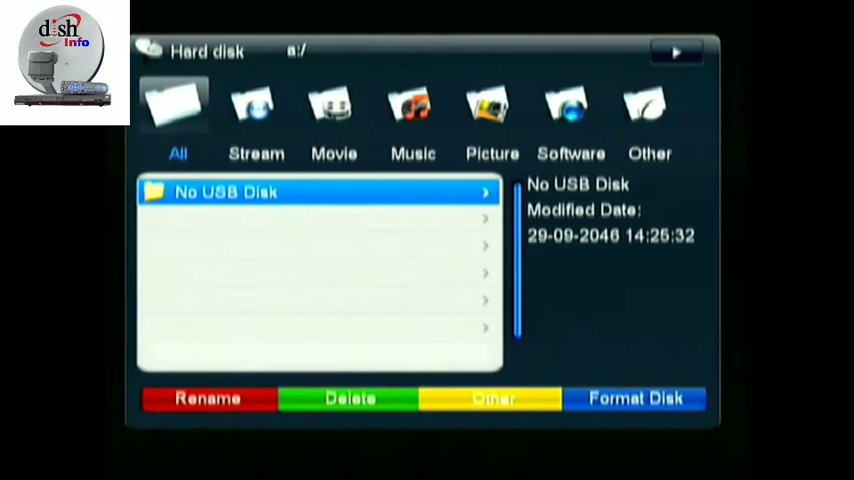 dish
Info
Hard disk a:/
All Stream Movie Music Picture Software Other
No USB Disk
No USB Disk
Modified Date:
29-09-2046 14:25:32
Rename Delete Other Format Disk